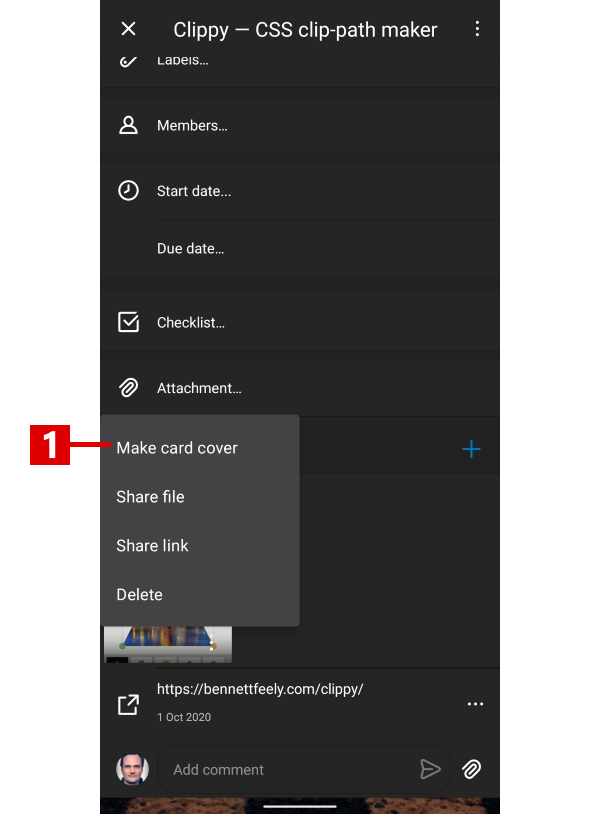 Clippy — CSS clip-path maker
Labels…
Members…
Start date...
Due date…
Checklist…
Attachment…
1
Make card cover
Share file
Share link
Delete
https://bennettfeely.com/clippy/
1 Oct 2020
Add comment